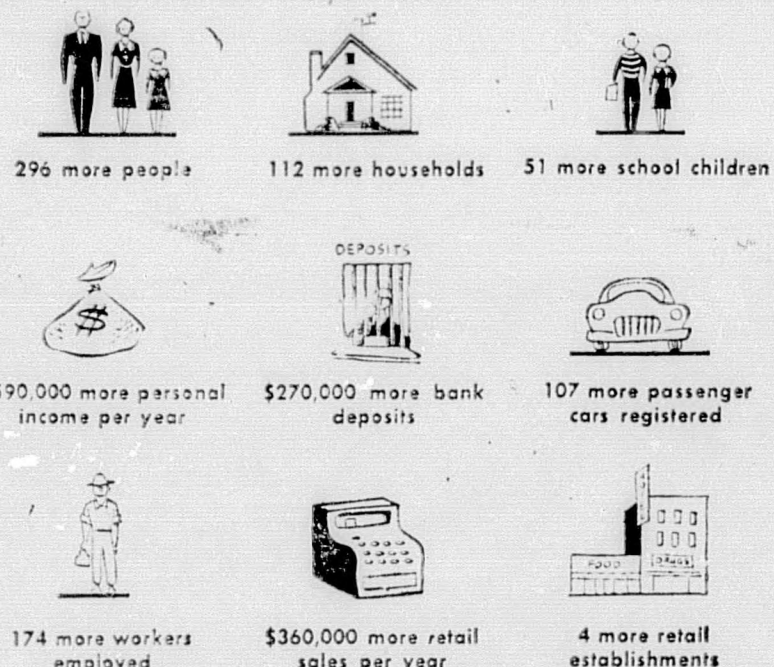 296 more people
112 more households
51 more school children
DEPOSITS
$
90,000 more personal
income per year
$270,000 more bank
deposits
107 more passenger
cars registered
FOOD
DRUGS
174 more workers
employed
$360,000 more retail
sales per year
4 more retail
establishments